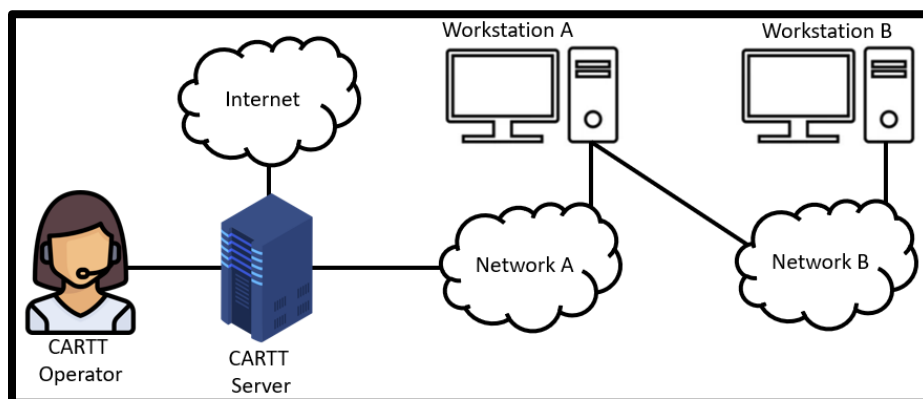 Workstation A
Workstation B
Internet
Network A
Network B
CARTT
Operator
CARTT
Server